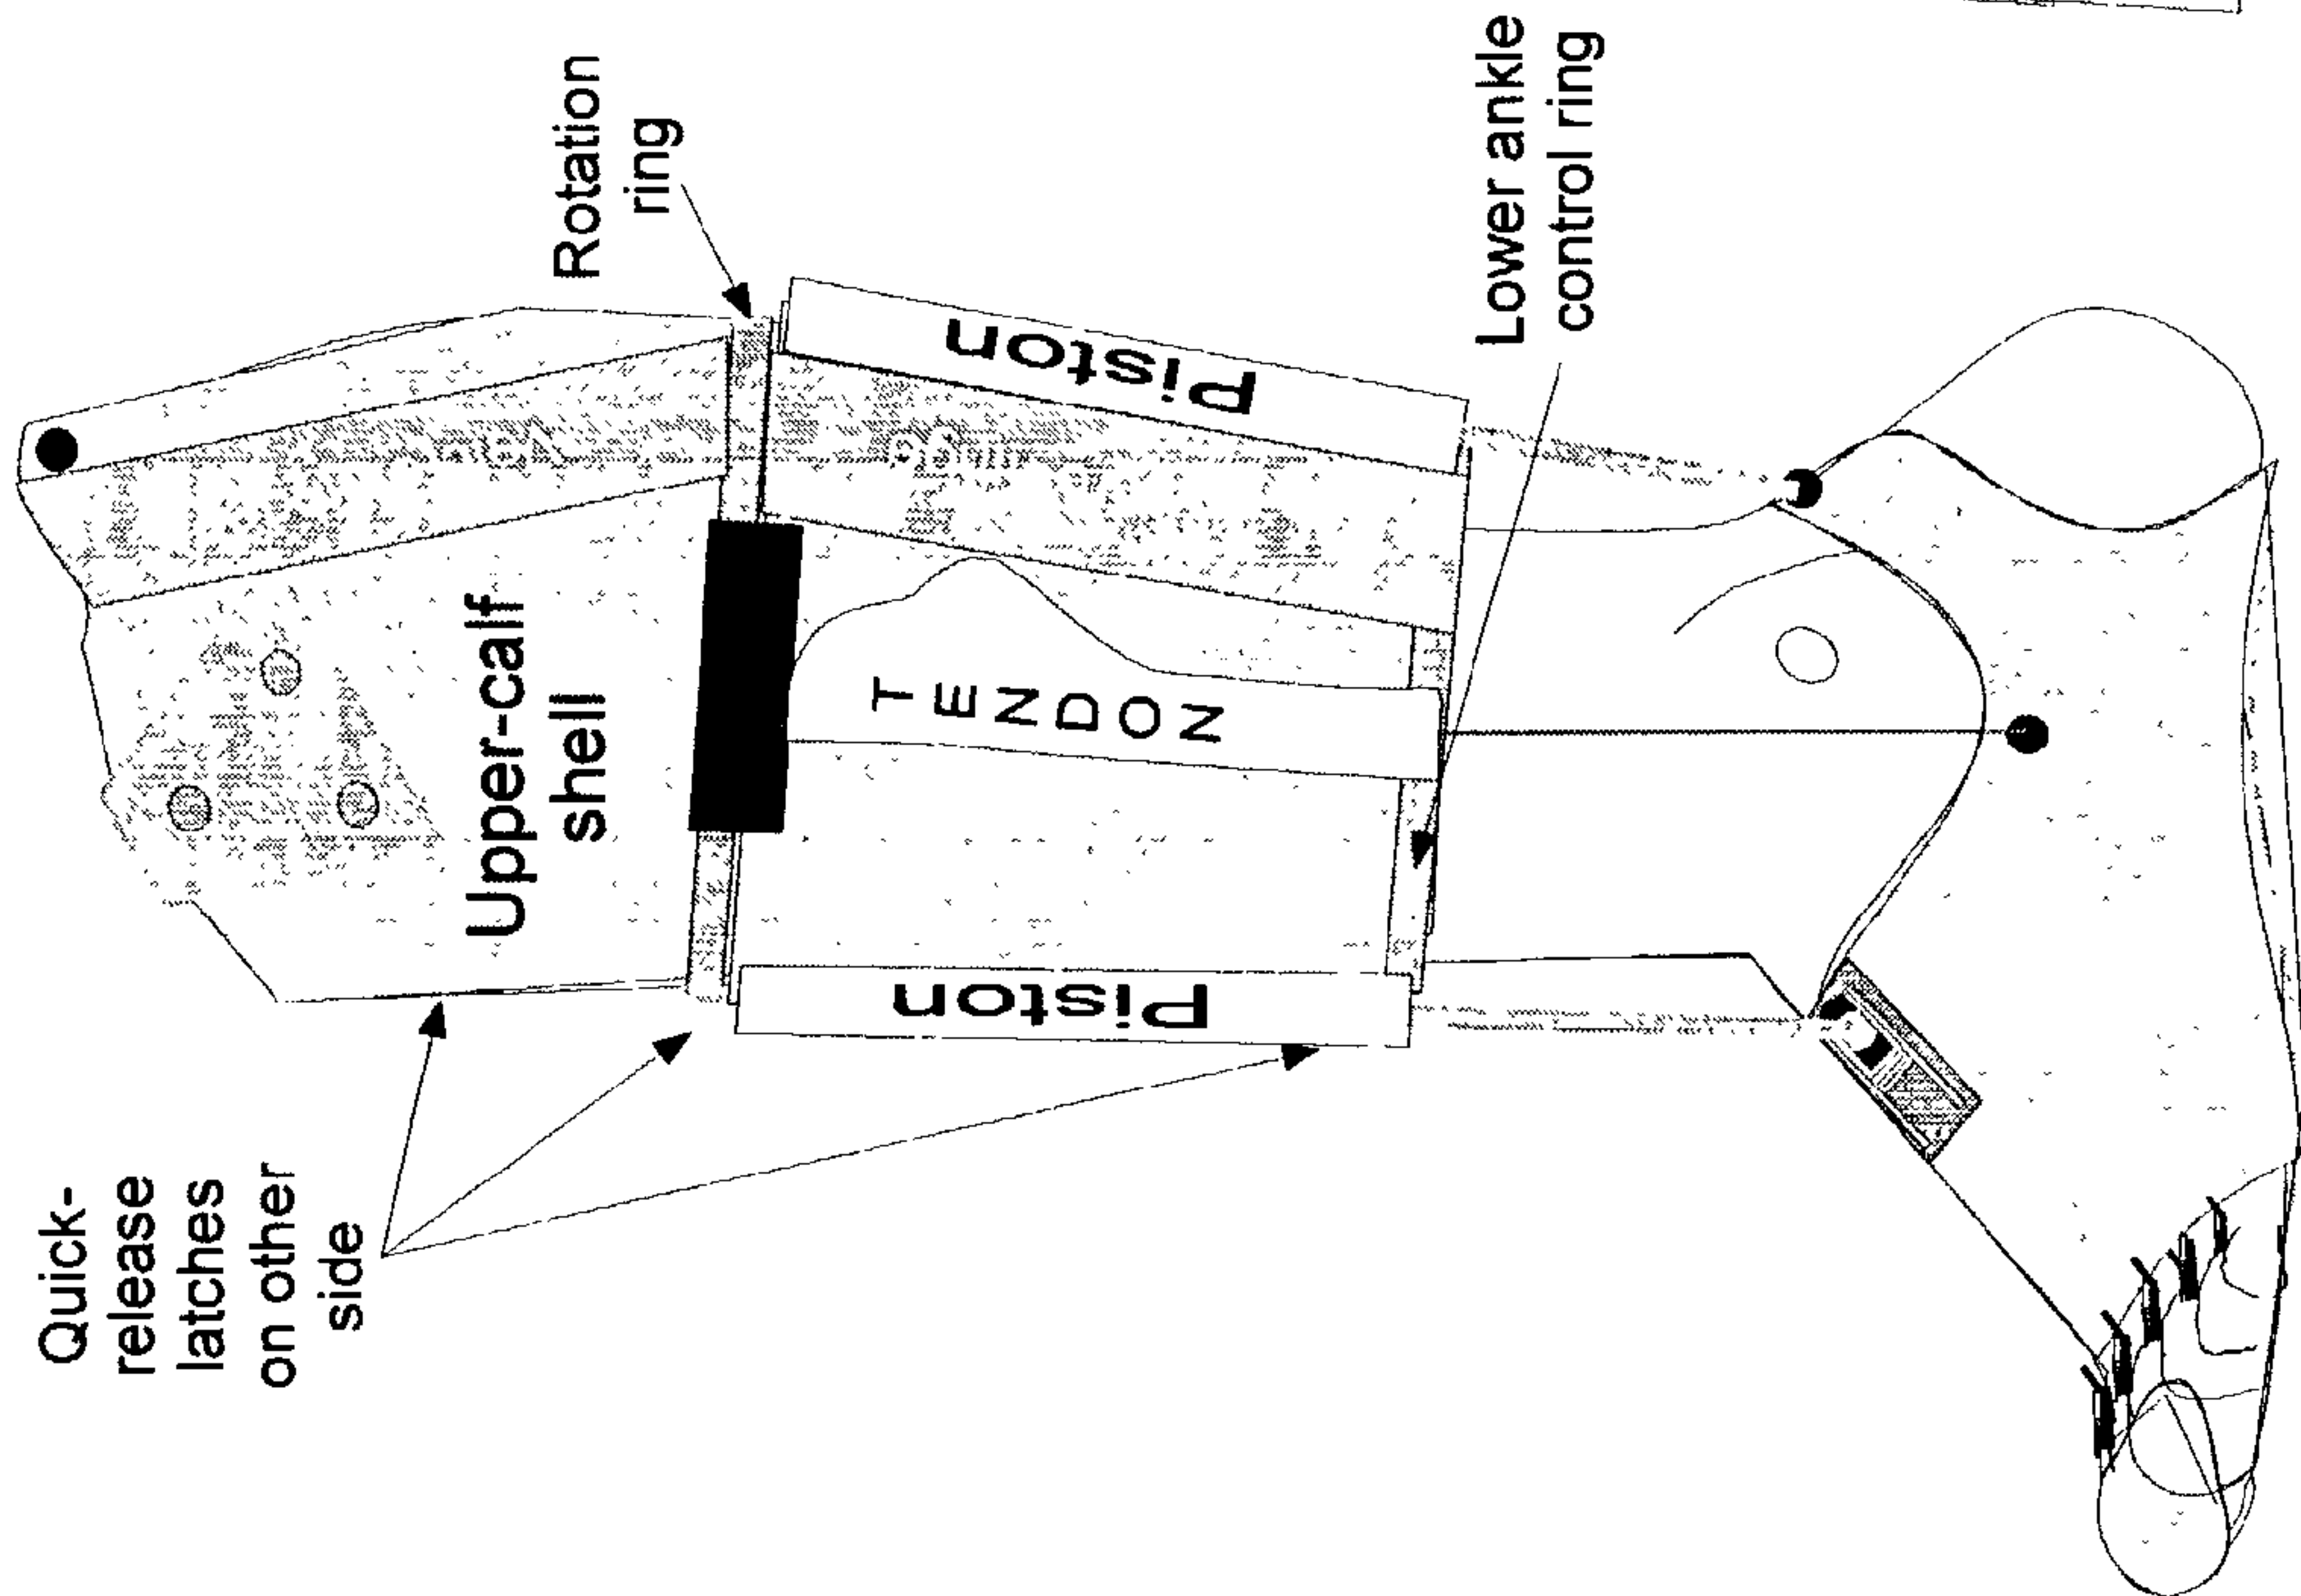 Quick-
release
latches
on other
side
Upper-calf
shell
Rotation
ring
Piston
TENDON
Piston
Lower ankle
control ring